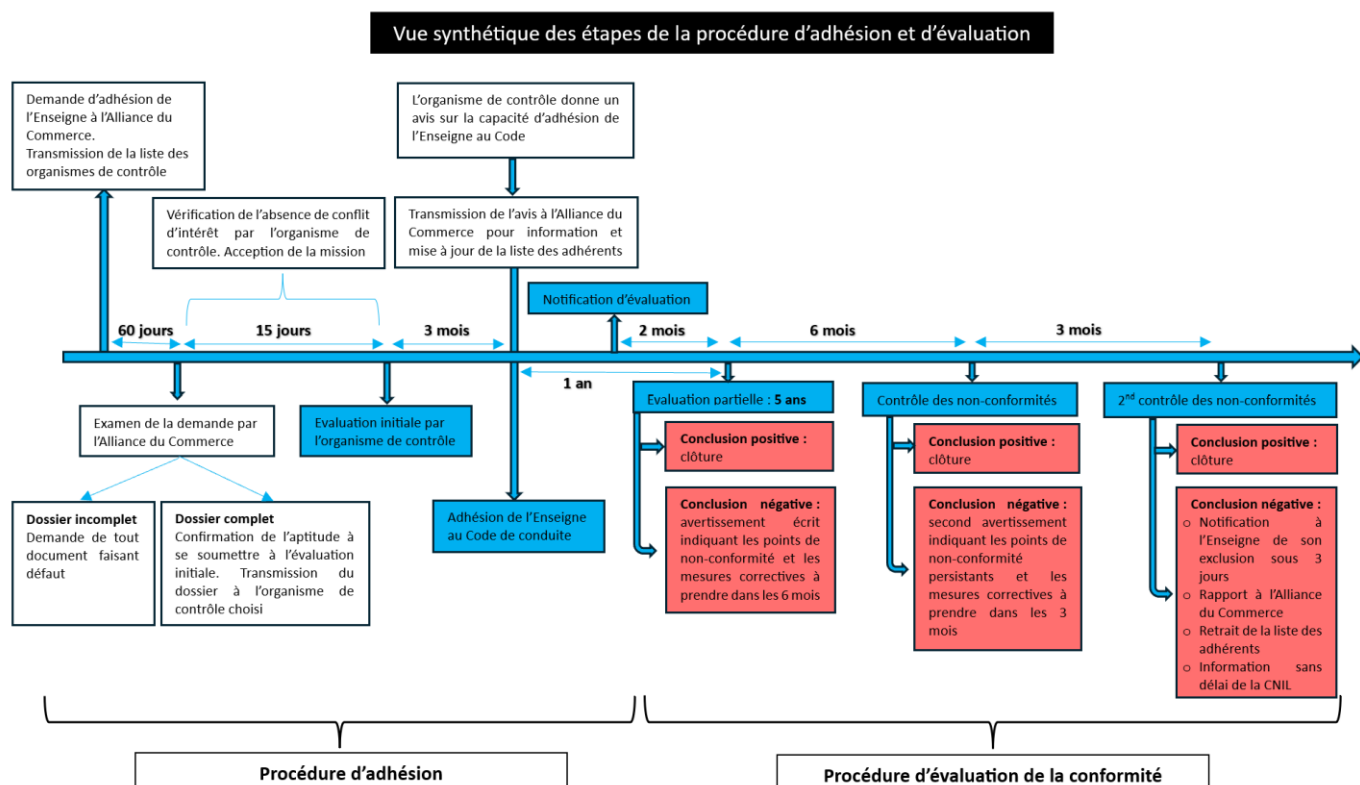 Vue synthétique des étapes de la procédure d'adhésion et d'évaluation
Demande d'adhésion de
l'Enseigne à l'Alliance du
Commerce.
Transmission de la liste des
organismes de contrôle
L'organisme de contrôle donne un
avis sur la capacité d'adhésion de
l'Enseigne au Code
Vérification de l'absence de conflit
d'intérêt par l'organisme de
contrôle. Acception de la mission
Transmission de l'avis à l'Alliance du
Commerce pour information et
mise à jour de la liste des adhérents
Notification d'évaluation
60 jours
15 jours
3 mois
2 mois
6 mois
3 mois
1 an
Examen de la demande par
l'Alliance du Commerce
Evaluation initiale par
l'organisme de contrôle
Evaluation partielle : 5 ans
Contrôle des non-conformités
2nd contrôle des non-conformités
Conclusion positive :
clôture
Conclusion positive :
clôture
Conclusion positive :
clôture
Dossier incomplet
Demande de tout
document faisant
défaut
Dossier complet
Confirmation de l'aptitude à
se soumettre à l'évaluation
initiale. Transmission du
dossier à l'organisme de
contrôle choisi
Adhésion de l'Enseigne
au Code de conduite
Conclusion négative :
avertissement écrit
indiquant les points de
non-conformité et les
mesures correctives à
prendre dans les 6 mois
Conclusion négative :
second avertissement
indiquant les points de
non-conformité
persistants et les
mesures correctives à
prendre dans les 3
mois
Conclusion négative :
o Notification à
l'Enseigne de son
exclusion sous 3
jours
o Rapport à l'Alliance
du Commerce
o Retrait de la liste des
adhérents
o Information sans
délai de la CNIL
Procédure d'adhésion
Procédure d'évaluation de la conformité